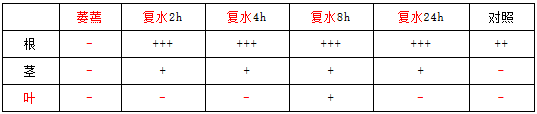 萎蔫 复水2h 复水4h 复水8h 复水24h 对照
根 - +++ +++ +++ +++ ++
茎 - + + + + -
叶 - - - + - -